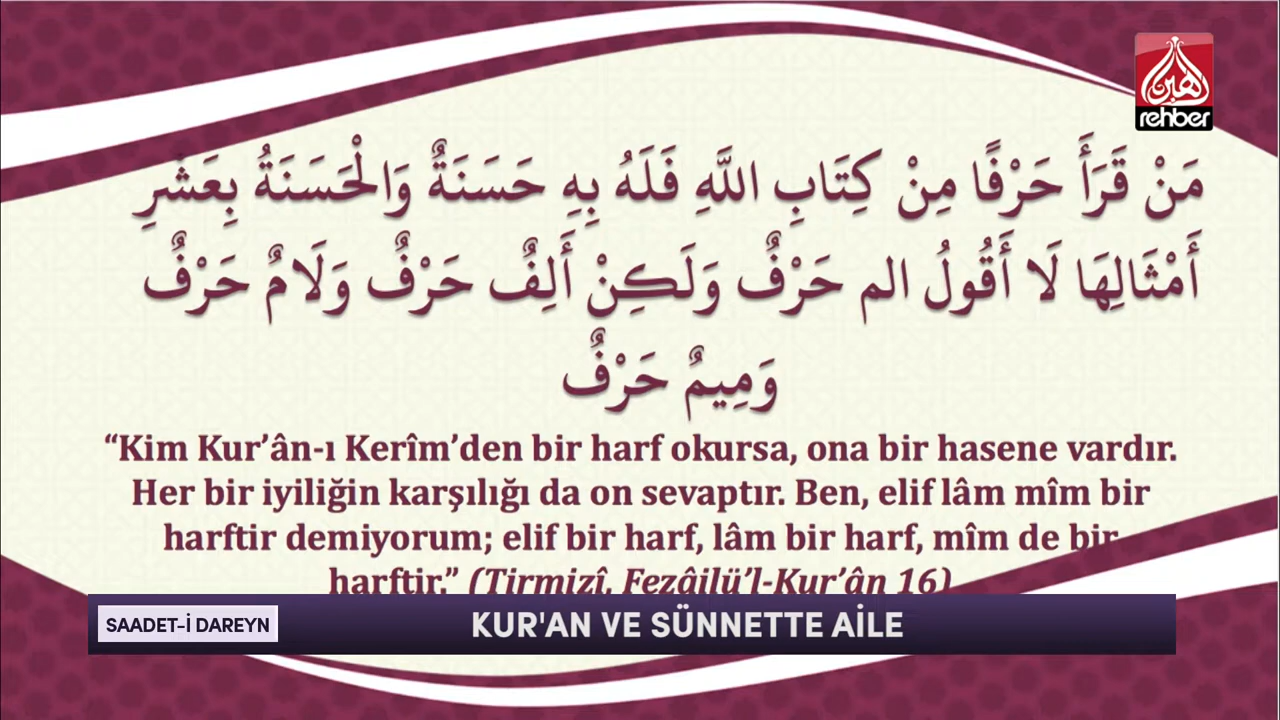 رهبر
rehber
مَنْ قَرَأَ حَرْفًا مِنْ كِتَابِ اللَّهِ فَلَهُ بِهِ حَسَنَةٌ وَالْحَسَنَةُ بِعَشْرِ
أَمْثَالِهَا لَا أَقُولُ الم حَرْفٌ وَلَكِنْ أَلِفٌ حَرْفٌ وَلَامٌ حَرْفٌ
وَمِيمٌ حَرْفٌ
“Kim Kur’ân-ı Kerîm’den bir harf okursa, ona bir hasene vardır.
Her bir iyiliğin karşılığı da on sevaptır. Ben, elif lâm mîm bir
harftir demiyorum; elif bir harf, lâm bir harf, mîm de bir
harftir.” (Tirmizî, Fezâilü’l-Kur’ân 16)
SAADET-İ DAREYN
KUR'AN VE SÜNNETTE AİLE